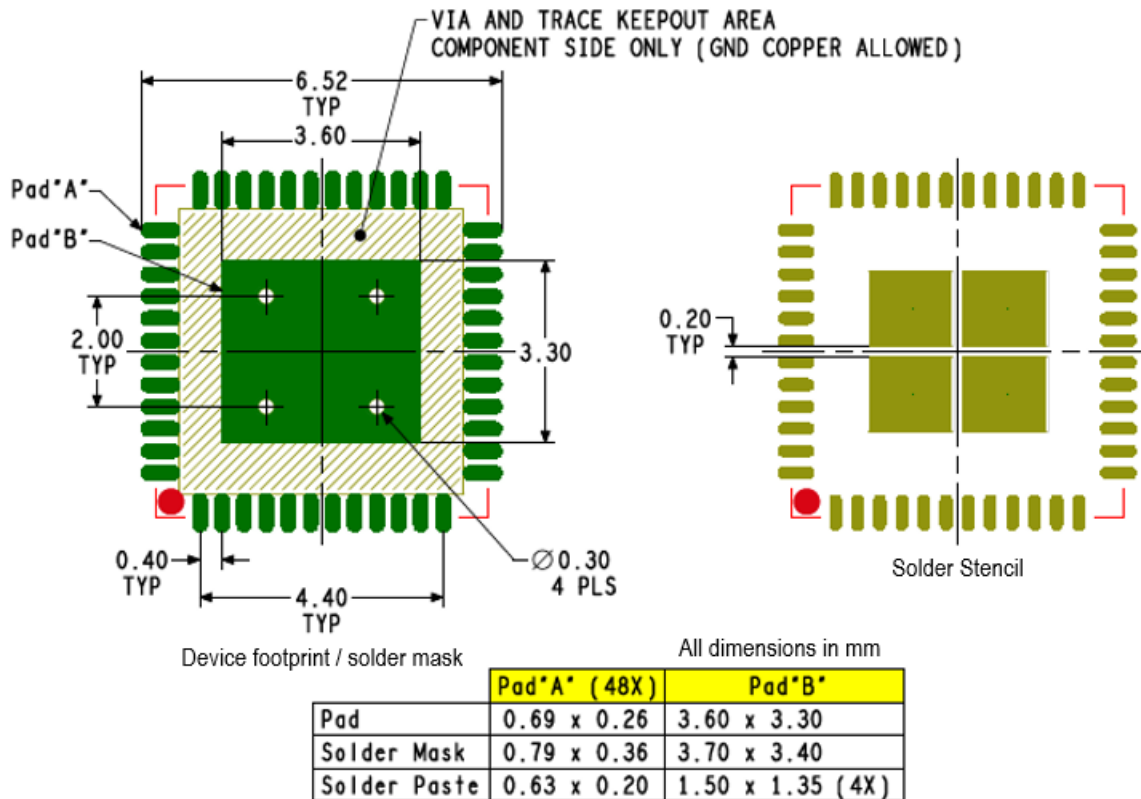 VIA AND TRACE KEEPOUT AREA
COMPONENT SIDE ONLY (GND COPPER ALLOWED)
6.52
TYP
3.60
Pad"A"
Pad"B"
2.00
TYP
3.30
0.40
TYP
4.40
TYP
Ø0.30
4 PLS
0.20
TYP
Solder Stencil
Device footprint / solder mask
All dimensions in mm
Pad"A" (48X) Pad"B"
Pad 0.69 x 0.26 3.60 x 3.30
Solder Mask 0.79 x 0.36 3.70 x 3.40
Solder Paste 0.63 x 0.20 1.50 x 1.35 (4X)